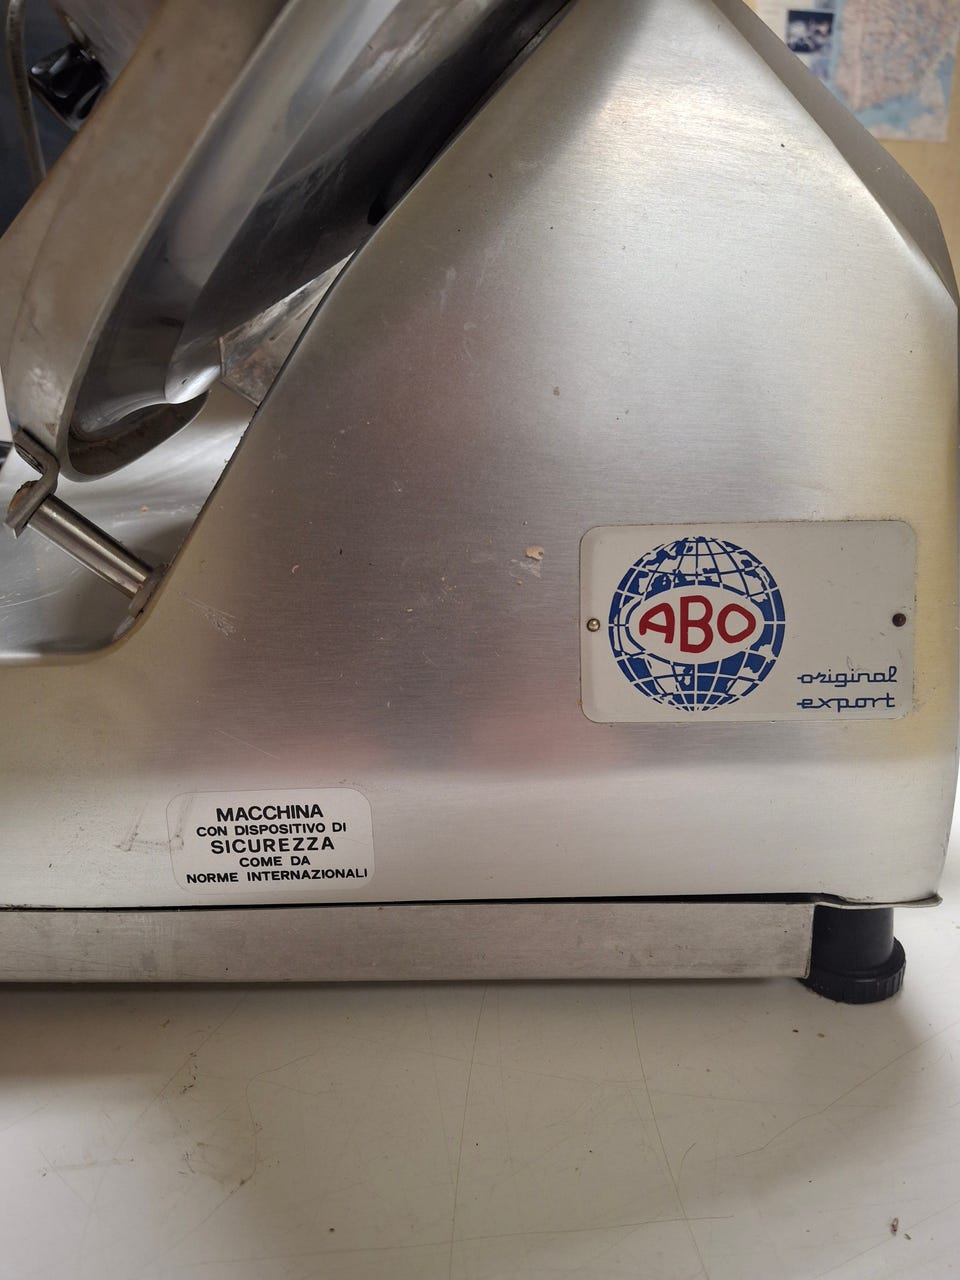 ABO
original
export
MACCHINA
CON DISPOSITIVO DI
SICUREZZA
COME DA
NORME INTERNAZIONALI